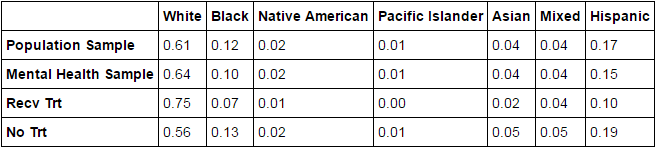 White Black Native American Pacific Islander Asian Mixed Hispanic
Population Sample 0.61 0.12 0.02 0.01 0.04 0.04 0.17
Mental Health Sample 0.64 0.10 0.02 0.01 0.04 0.04 0.15
Recv Trt 0.75 0.07 0.01 0.00 0.02 0.04 0.10
No Trt 0.56 0.13 0.02 0.01 0.05 0.05 0.19